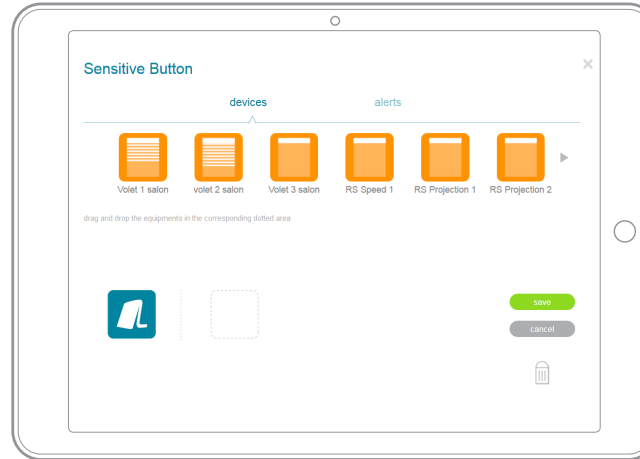 Sensitive Button
devices
alerts
Volet 1 salon
volet 2 salon
Volet 3 salon
RS Speed 1
RS Projection 1
RS Projection 2
drag and drop the equipments in the corresponding dotted area
save
cancel